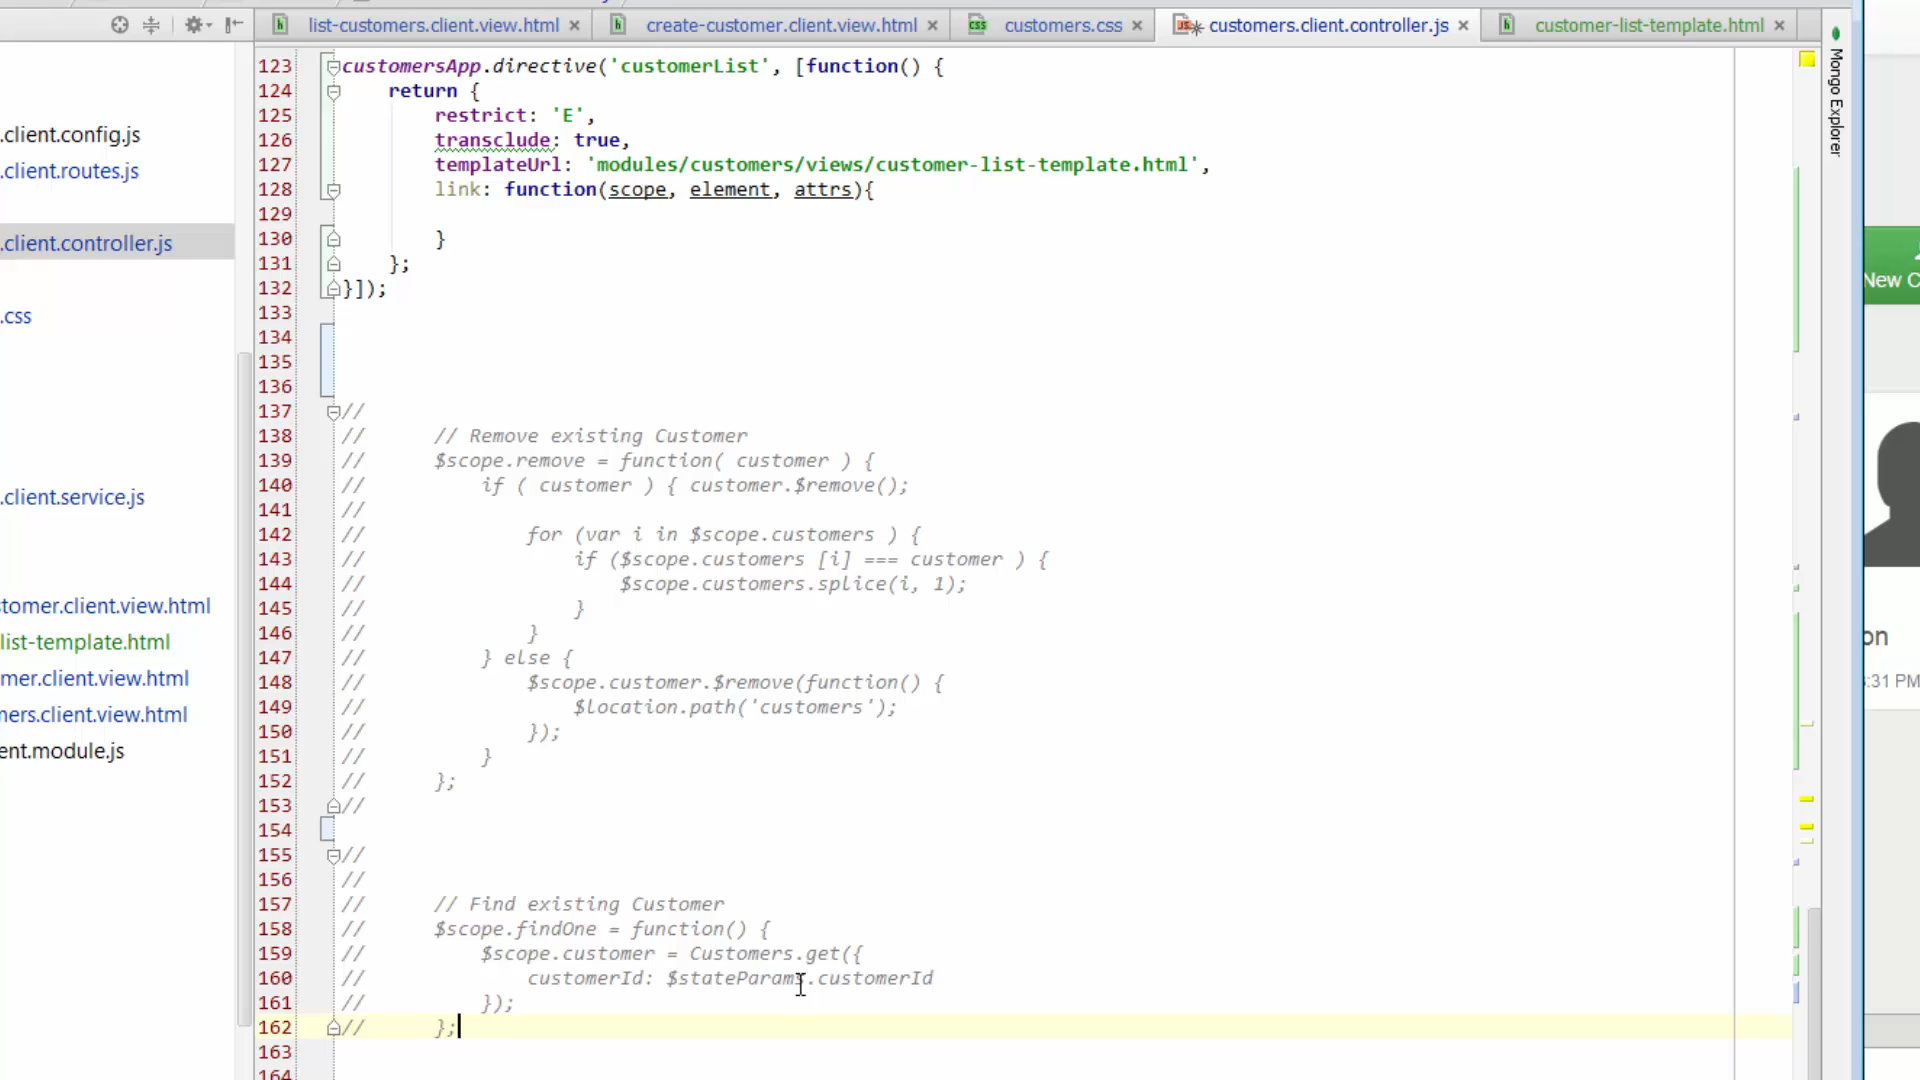 list-customers.client.view.html
create-customer.client.view.html
customers.css
customers.client.controller.js
customer-list-template.html
Mongo Explorer
.client.config.js
.client.routes.js
.client.controller.js
.css
.client.service.js
stomer.client.view.html
list-template.html
mer.client.view.html
mers.client.view.html
ent.module.js
123 customersApp.directive('customerList', [function() {
124 return {
125 restrict: 'E',
126 transclude: true,
127 templateUrl: 'modules/customers/views/customer-list-template.html',
128 link: function(scope, element, attrs){
129
130 }
131 };
132 }]);
133
134
135
136
137 //
138 // // Remove existing Customer
139 // $scope.remove = function( customer ) {
140 // if ( customer ) { customer.$remove();
141 //
142 // for (var i in $scope.customers ) {
143 // if ($scope.customers [i] === customer ) {
144 // $scope.customers.splice(i, 1);
145 // }
146 // }
147 // } else {
148 // $scope.customer.$remove(function() {
149 // $location.path('customers');
150 // });
151 // }
152 // };
153 //
154
155 //
156 //
157 // // Find existing Customer
158 // $scope.findOne = function() {
159 // $scope.customer = Customers.get({
160 // customerId: $stateParams.customerId
161 // });
162 // };
163
164
New C
on
:31 PM